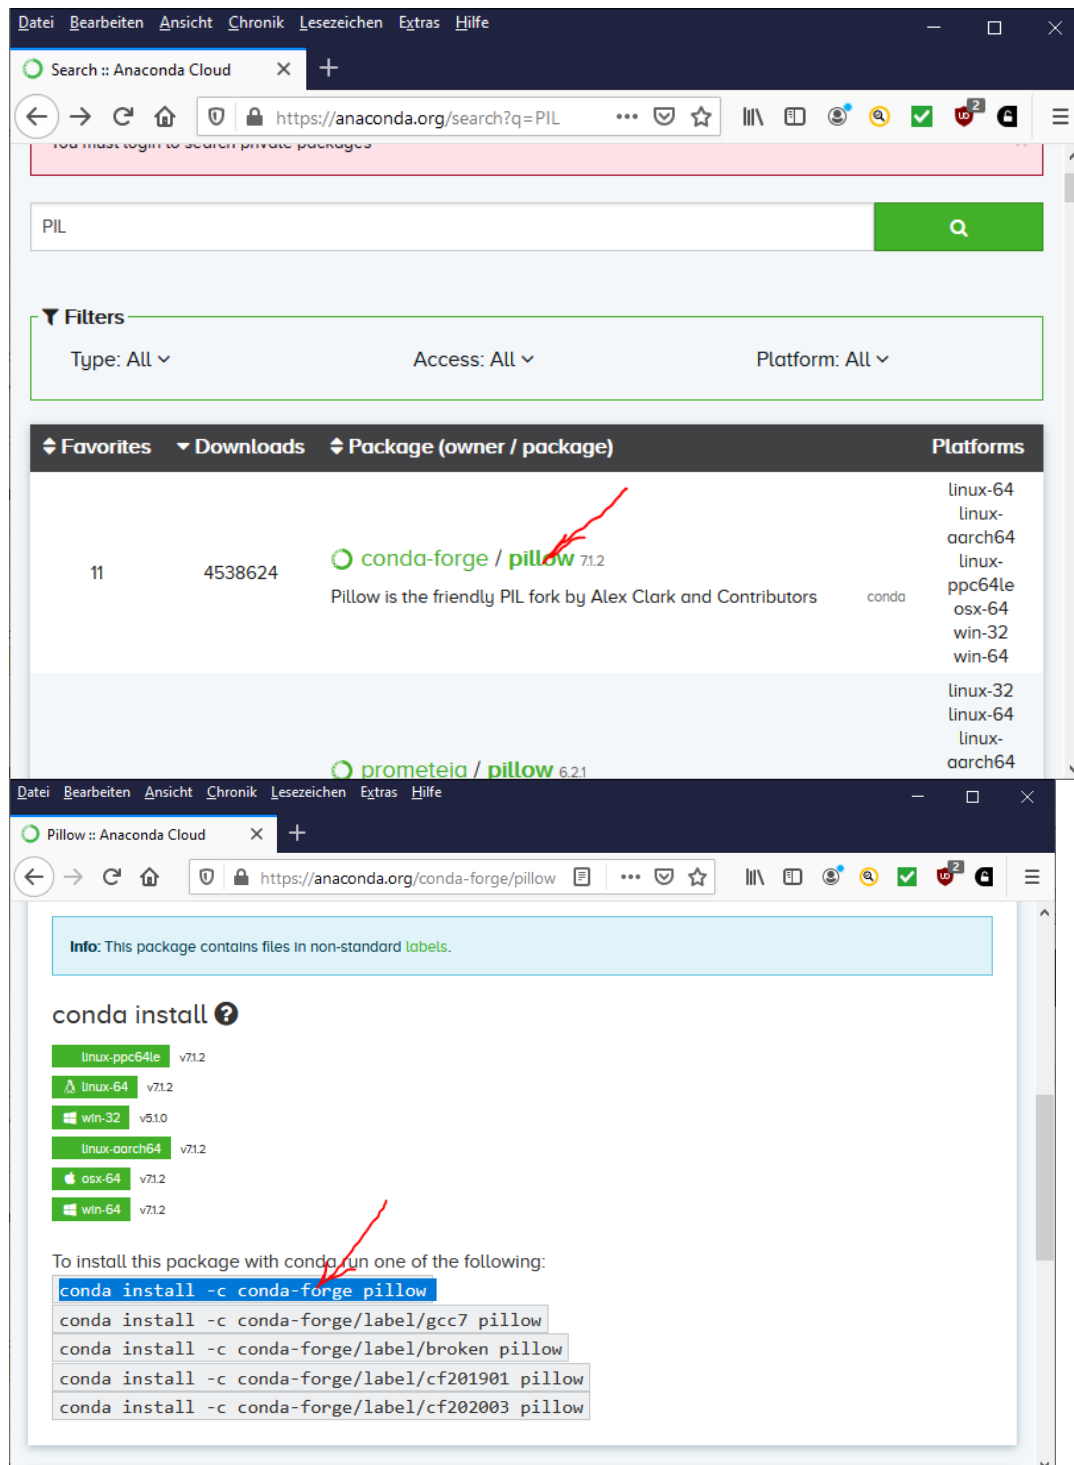 Datei Bearbeiten Ansicht Chronik Lesezeichen Extras Hilfe
Search :: Anaconda Cloud
https://anaconda.org/search?q=PIL
2
You must login to search private packages
PIL
Filters
Type: All
Access: All
Platform: All
Favorites Downloads Package (owner / package) Platforms
linux-64
linux-
aarch64
linux-
ppc64le
osx-64
win-32
win-64
11
4538624
conda-forge / pillow 7.1.2
Pillow is the friendly PIL fork by Alex Clark and Contributors
conda
linux-32
linux-64
linux-
aarch64
prometeia / pillow 6.2.1
Datei Bearbeiten Ansicht Chronik Lesezeichen Extras Hilfe
Pillow :: Anaconda Cloud
https://anaconda.org/conda-forge/pillow
2
Info: This package contains files in non-standard labels.
conda install
linux-ppc64le v7.1.2
linux-64 v7.1.2
win-32 v5.1.0
linux-aarch64 v7.1.2
osx-64 v7.1.2
win-64 v7.1.2
To install this package with conda run one of the following:
conda install -c conda-forge pillow
conda install -c conda-forge/label/gcc7 pillow
conda install -c conda-forge/label/broken pillow
conda install -c conda-forge/label/cf201901 pillow
conda install -c conda-forge/label/cf202003 pillow